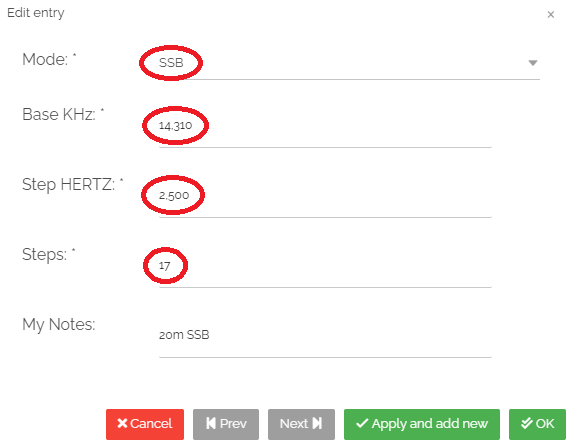 Edit entry ×
Mode: * SSB
Base KHz: * 14,310
Step HERTZ: * 2,500
Steps: * 17
My Notes: 20m SSB
Cancel Prev Next Apply and add new OK